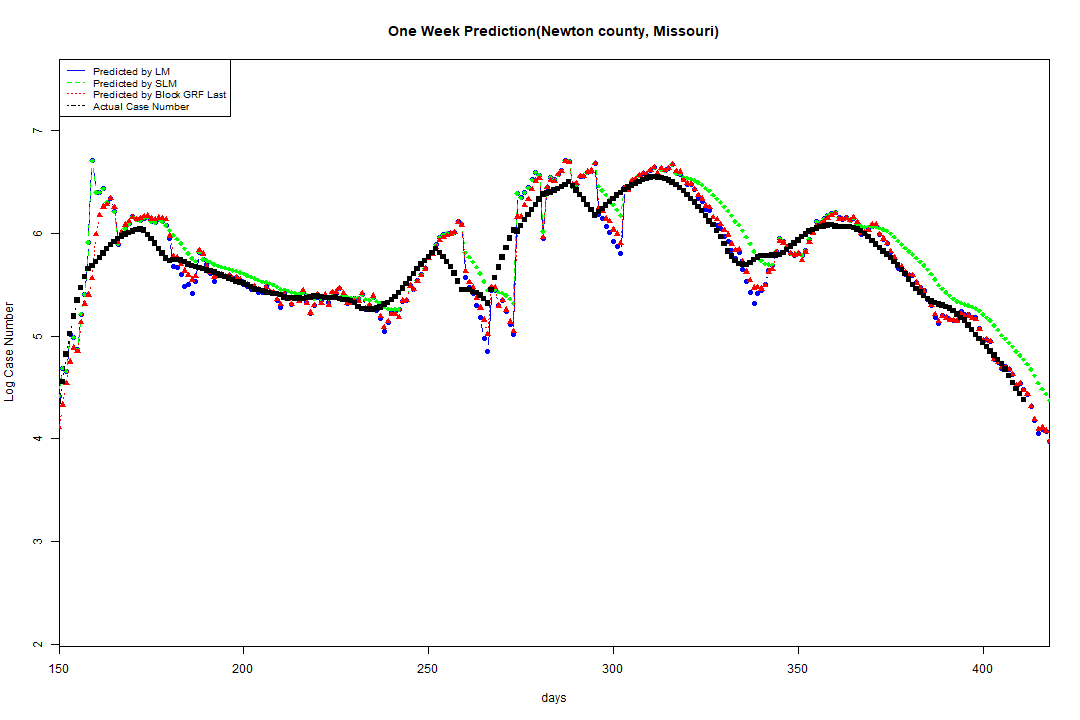 One Week Prediction(Newton county, Missouri)
Predicted by LM
Predicted by SLM
Predicted by Block GRF Last
Actual Case Number
7
6
5
4
3
2
Log Case Number
150 200 250 300 350 400
days